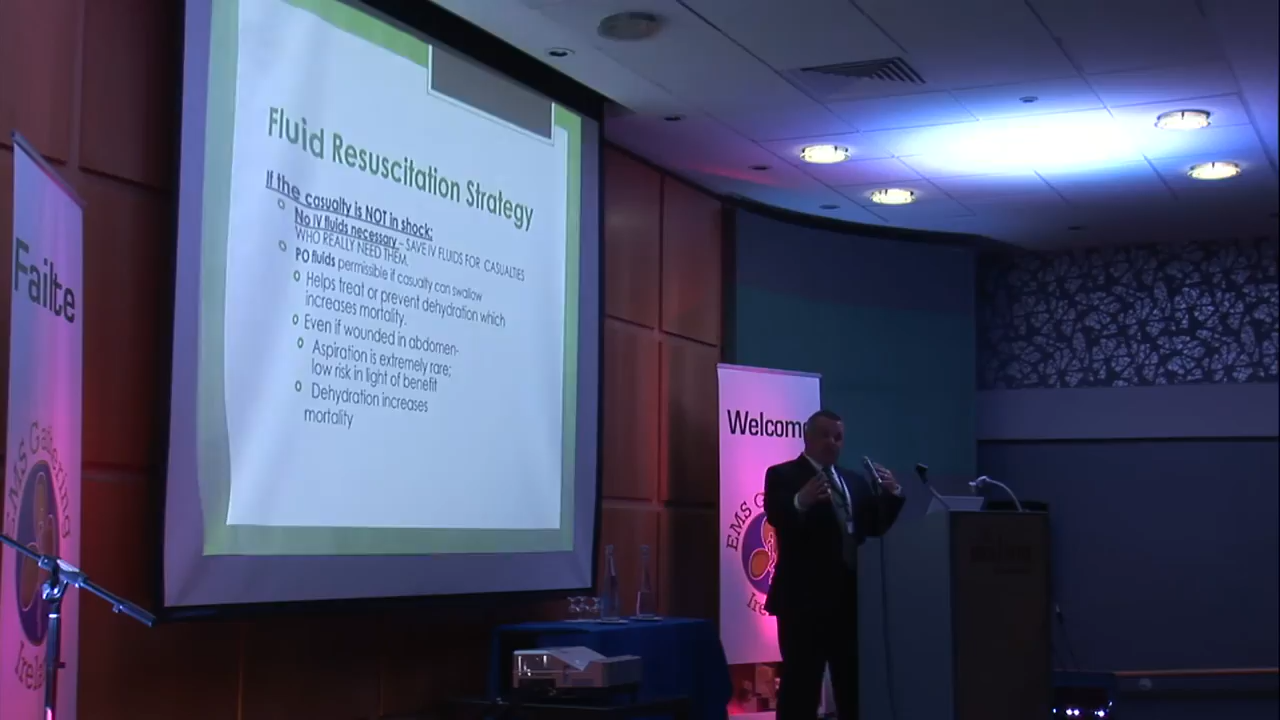 Fluid Resuscitation Strategy
If the casualty is NOT in shock:
No IV fluids necessary – SAVE IV FLUIDS FOR CASUALTIES
WHO REALLY NEED THEM.
PO fluids permissible if casualty can swallow
Helps treat or prevent dehydration which
increases mortality.
Even if wounded in abdomen-
Aspiration is extremely rare;
low risk in light of benefit
Dehydration increases
mortality
Failte
EMS Gathering
Irela
Welcome
EMS G
Ire